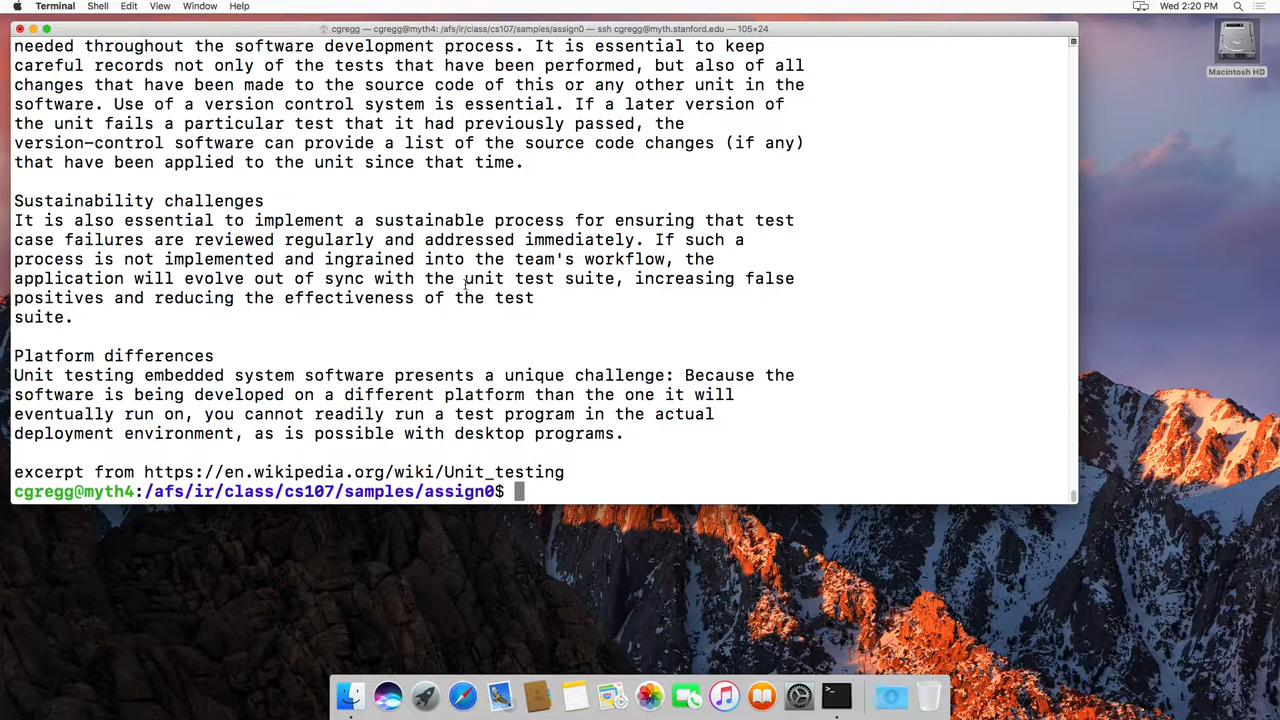 Terminal Shell Edit View Window Help Wed 2:20 PM
cgregg — cgregg@myth4: /afs/ir/class/cs107/samples/assign0 — ssh cgregg@myth.stanford.edu — 105×24
Macintosh HD
needed throughout the software development process. It is essential to keep
careful records not only of the tests that have been performed, but also of all
changes that have been made to the source code of this or any other unit in the
software. Use of a version control system is essential. If a later version of
the unit fails a particular test that it had previously passed, the
version-control software can provide a list of the source code changes (if any)
that have been applied to the unit since that time.
Sustainability challenges
It is also essential to implement a sustainable process for ensuring that test
case failures are reviewed regularly and addressed immediately. If such a
process is not implemented and ingrained into the team's workflow, the
application will evolve out of sync with the unit test suite, increasing false
positives and reducing the effectiveness of the test
suite.
Platform differences
Unit testing embedded system software presents a unique challenge: Because the
software is being developed on a different platform than the one it will
eventually run on, you cannot readily run a test program in the actual
deployment environment, as is possible with desktop programs.
excerpt from https://en.wikipedia.org/wiki/Unit_testing
cgregg@myth4:/afs/ir/class/cs107/samples/assign0$